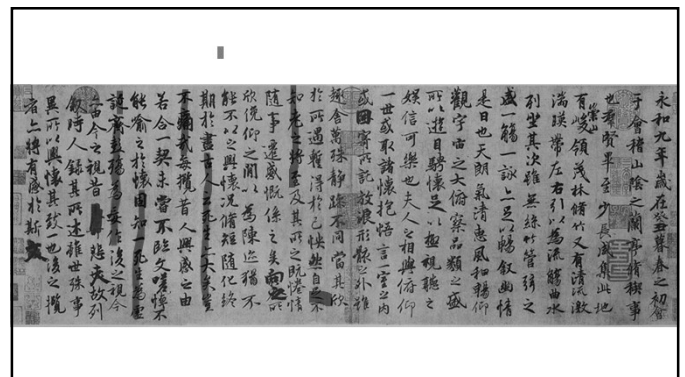 永和九年歲在癸丑暮春之初會
于會稽山陰之蘭亭脩稧事
也群賢畢至少長咸集此地
有崇山峻領茂林脩竹又有清流激
湍暎帶左右引以為流觴曲水
列坐其次雖無絲竹管弦之
盛一觴一詠亦足以暢敘幽情
是日也天朗氣清惠風和暢仰
觀宇宙之大俯察品類之盛
所以遊目騁懷足以極視聽之
娛信可樂也夫人之相與俯仰
一世或取諸懷抱悟言一室之內
或因寄所託放浪形骸之外雖
趣舍萬殊靜躁不同當其欣
於所遇蹔得於己怏然自足不
知老之將至及其所之既惓情
隨事遷感慨係之矣向之所
欣俛仰之閒以為陳迹猶不
能不以之興懷況脩短隨化終
期於盡古人云死生亦大矣豈
不痛哉每攬昔人興感之由
若合一契未嘗不臨文嗟悼不
能喻之於懷固知一死生為虛
誕齊彭殤為妄作後之視今
亦由今之視昔悲夫故列
敘時人錄其所述雖世殊事
異所以興懷其致一也後之攬
者亦將有感於斯文